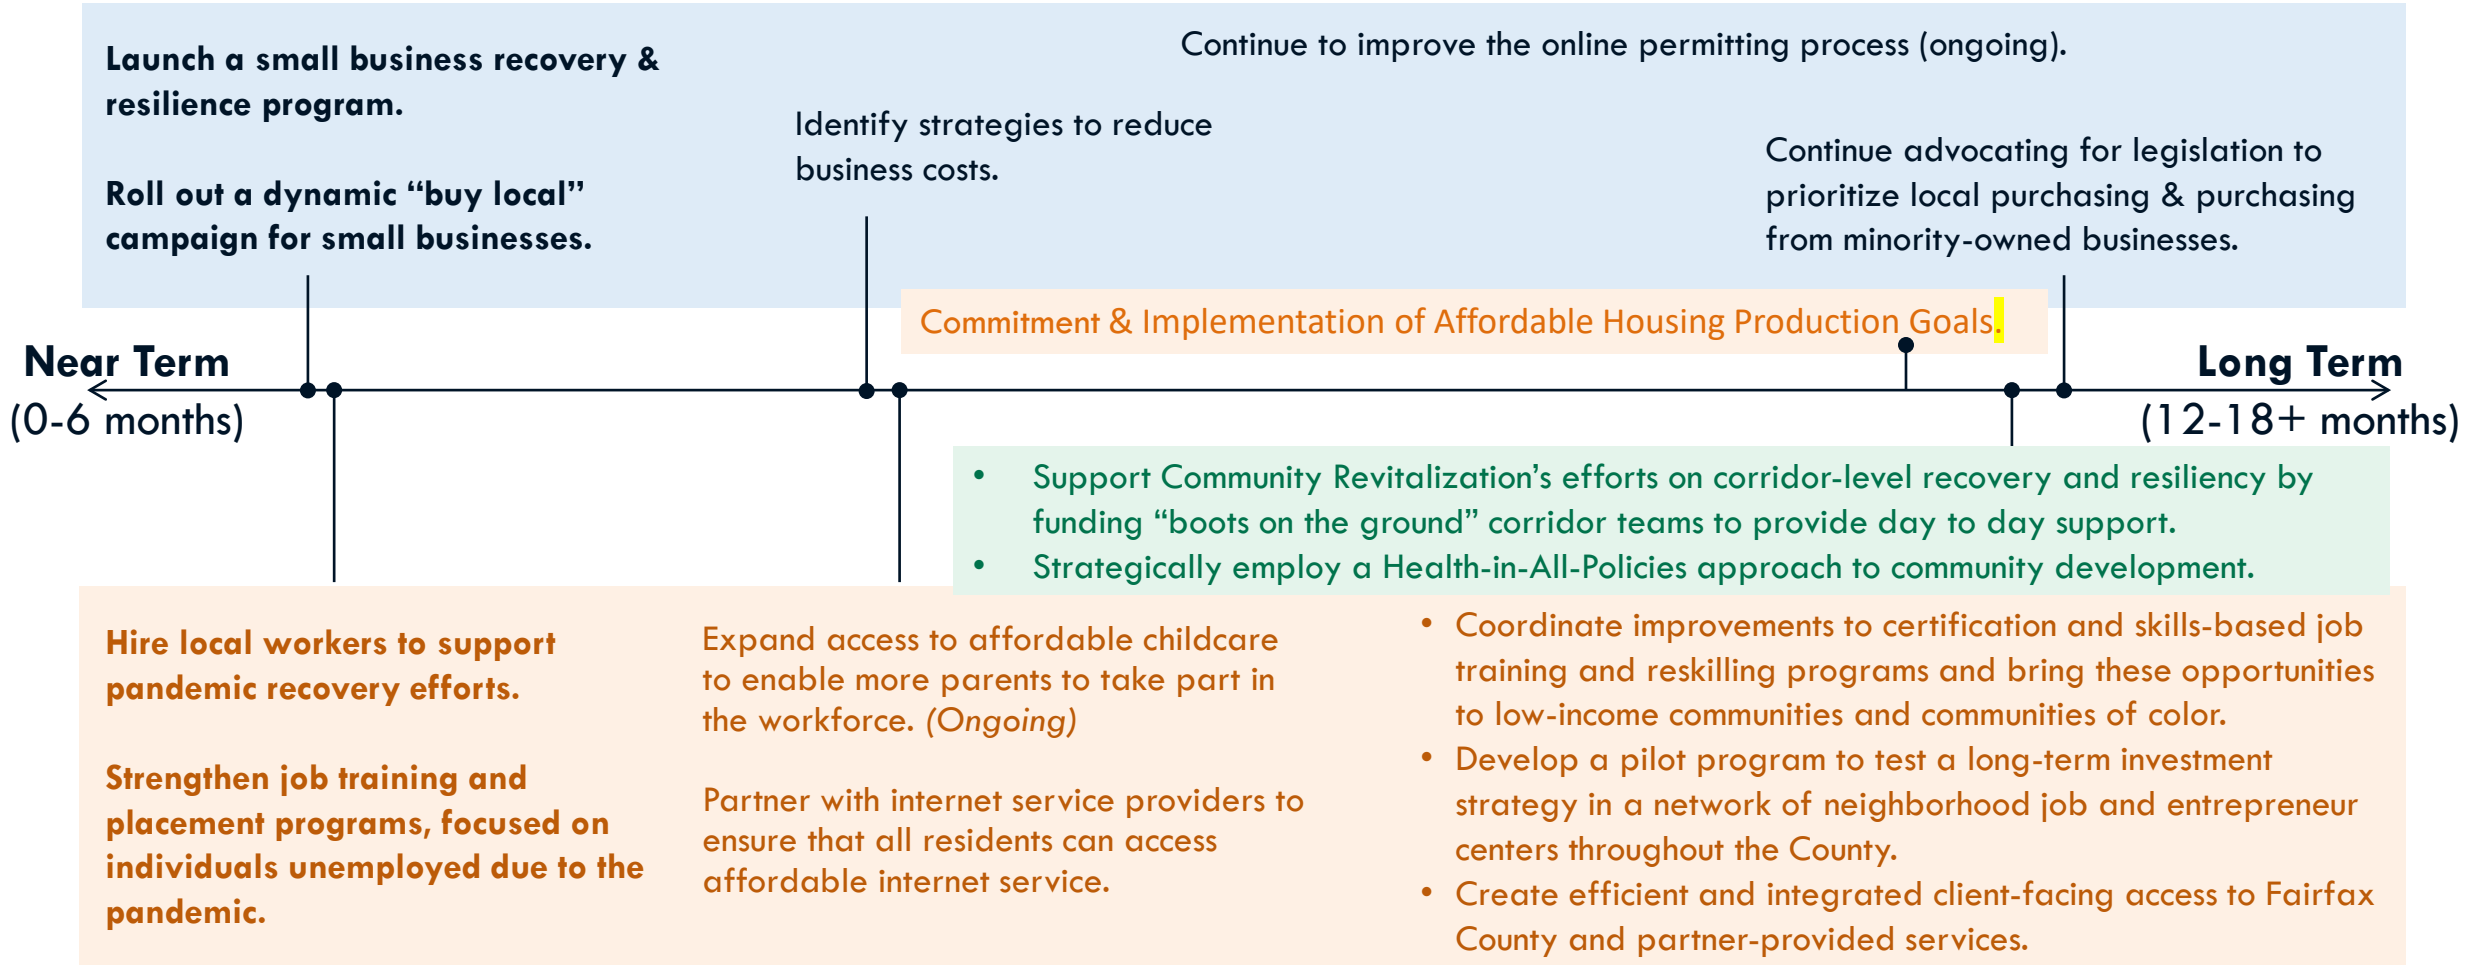 Launch a small business recovery &
resilience program.
Roll out a dynamic “buy local”
campaign for small businesses.
Identify strategies to reduce
business costs.
Continue to improve the online permitting process (ongoing).
Continue advocating for legislation to
prioritize local purchasing & purchasing
from minority-owned businesses.
Commitment & Implementation of Affordable Housing Production Goals.
Near Term
(0-6 months)
Long Term
(12-18+ months)
• Support Community Revitalization’s efforts on corridor-level recovery and resiliency by
funding “boots on the ground” corridor teams to provide day to day support.
• Strategically employ a Health-in-All-Policies approach to community development.
Hire local workers to support
pandemic recovery efforts.
Strengthen job training and
placement programs, focused on
individuals unemployed due to the
pandemic.
Expand access to affordable childcare
to enable more parents to take part in
the workforce. (Ongoing)
Partner with internet service providers to
ensure that all residents can access
affordable internet service.
• Coordinate improvements to certification and skills-based job
training and reskilling programs and bring these opportunities
to low-income communities and communities of color.
• Develop a pilot program to test a long-term investment
strategy in a network of neighborhood job and entrepreneur
centers throughout the County.
• Create efficient and integrated client-facing access to Fairfax
County and partner-provided services.